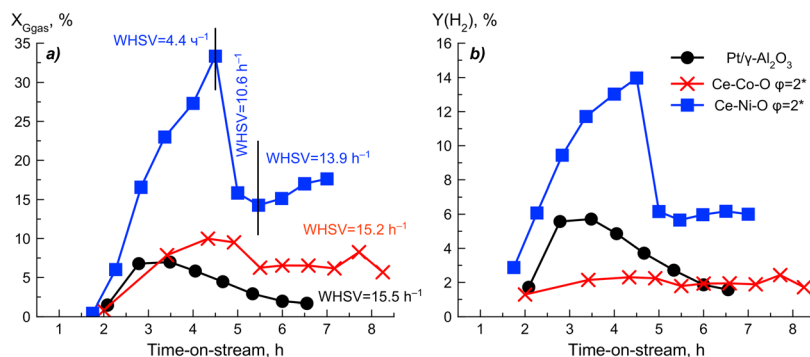 X_Ggas, %
a)
35
30
25
20
15
10
5
0
WHSV=4.4 ч⁻¹
WHSV=10.6 h⁻¹
WHSV=13.9 h⁻¹
WHSV=15.2 h⁻¹
WHSV=15.5 h⁻¹
1 2 3 4 5 6 7 8
Time-on-stream, h
Y(H₂), %
b)
16
14
12
10
8
6
4
2
0
Pt/γ-Al₂O₃
Ce-Co-O φ=2*
Ce-Ni-O φ=2*
1 2 3 4 5 6 7 8
Time-on-stream, h